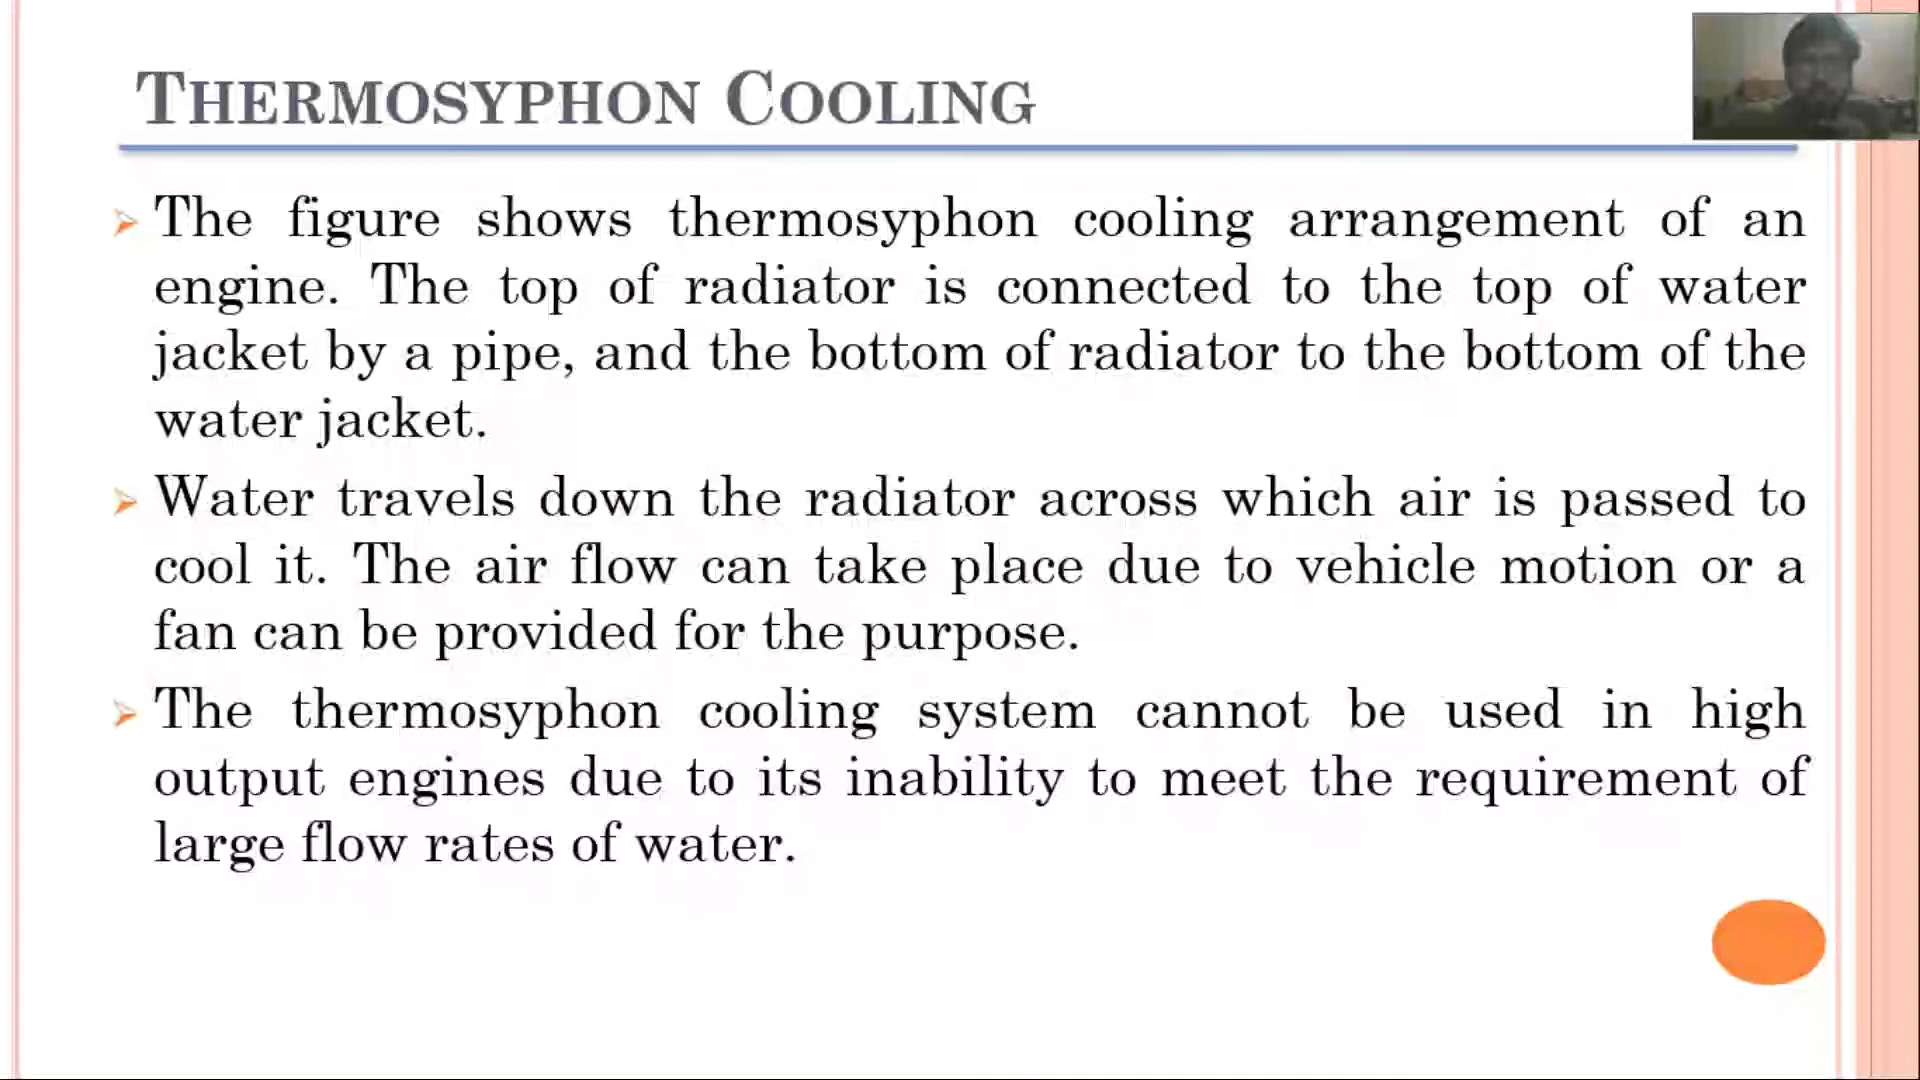 THERMOSYPHON COOLING
The figure shows thermosyphon cooling arrangement of an
engine. The top of radiator is connected to the top of water
jacket by a pipe, and the bottom of radiator to the bottom of the
water jacket.
Water travels down the radiator across which air is passed to
cool it. The air flow can take place due to vehicle motion or a
fan can be provided for the purpose.
The thermosyphon cooling system cannot be used in high
output engines due to its inability to meet the requirement of
large flow rates of water.